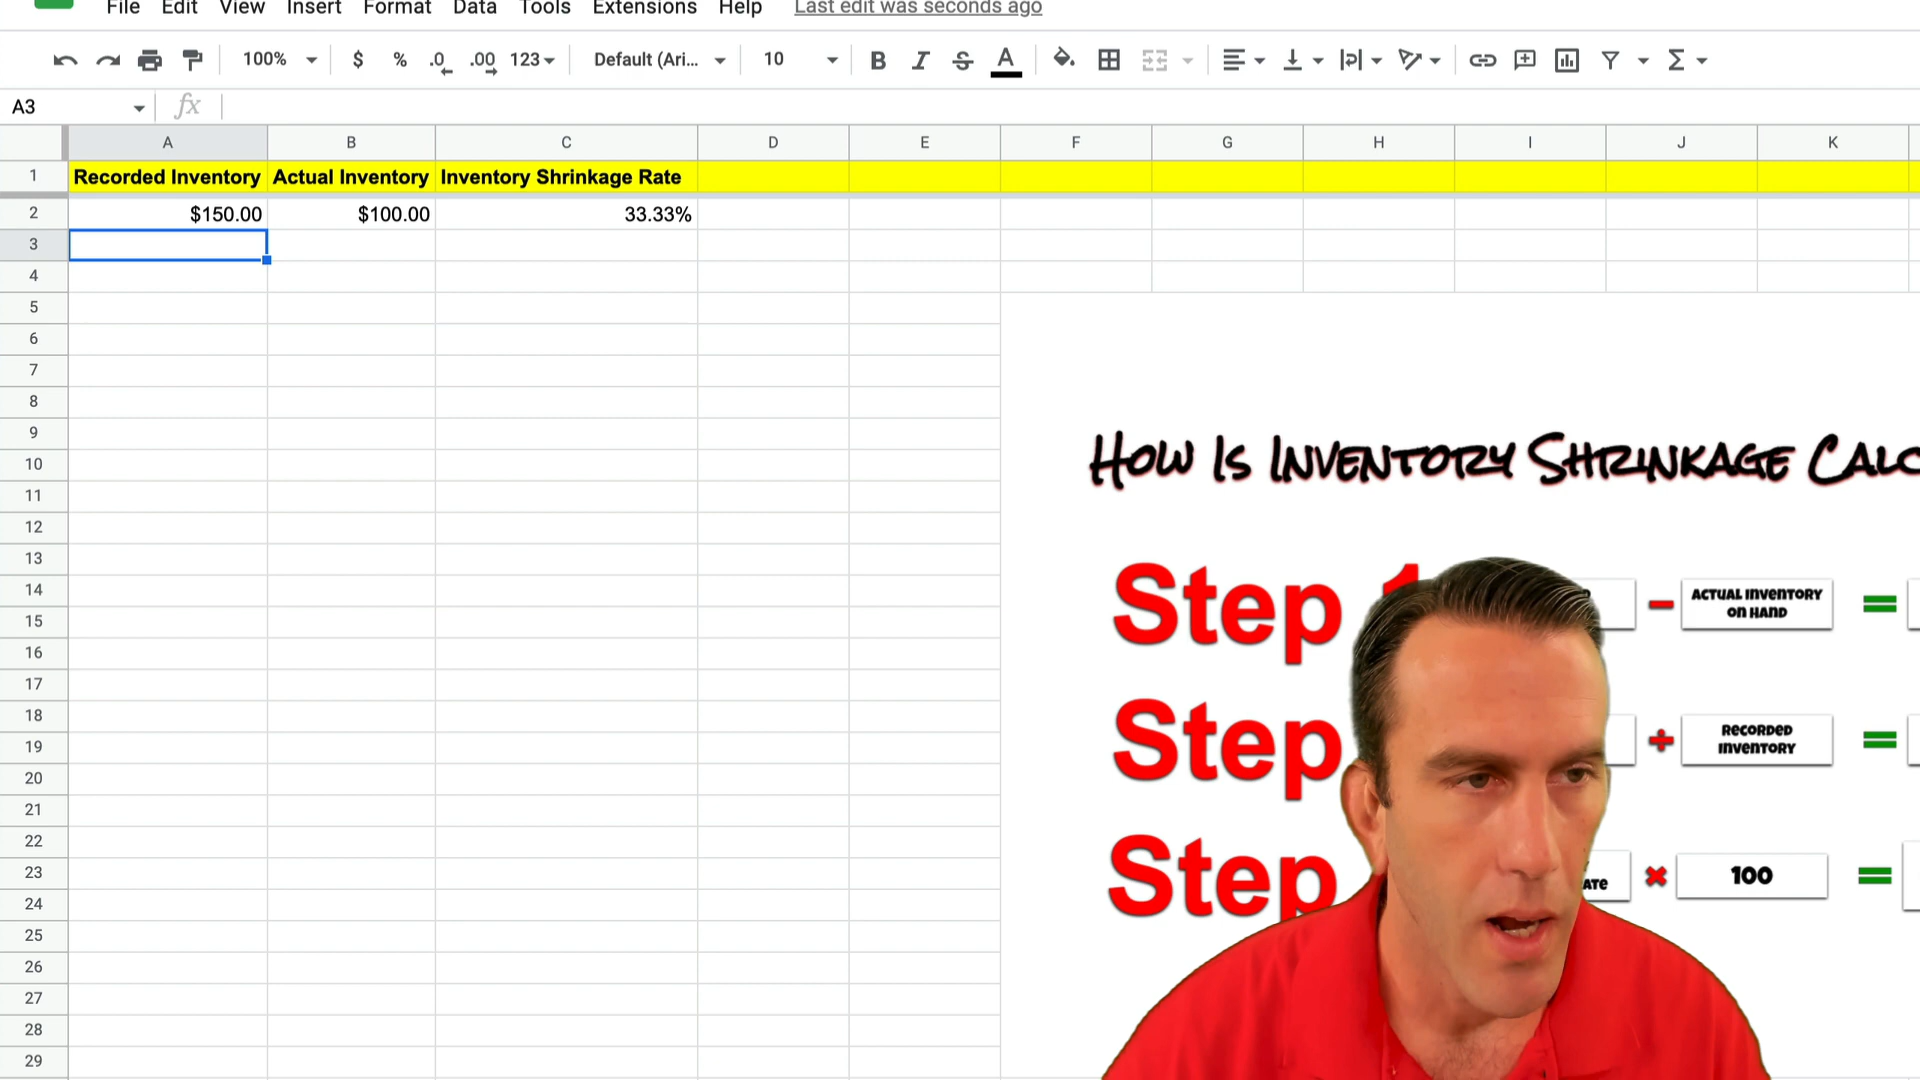 File Edit View Insert Format Data Tools Extensions Help Last edit was seconds ago
100% $ % .0 .00 123 Default (Ari... 10 B I S A
A3 fx
A B C D E F G H I J K
1 Recorded Inventory Actual Inventory Inventory Shrinkage Rate
2 $150.00 $100.00 33.33%
3
4
5
6
7
8
9
How Is Inventory Shrinkage Calc
10
11
12
13
14
Step 1 - Actual Inventory on Hand =
15
16
17
18
19
Step + Recorded Inventory =
20
21
22
23
Step ate × 100 =
24
25
26
27
28
29